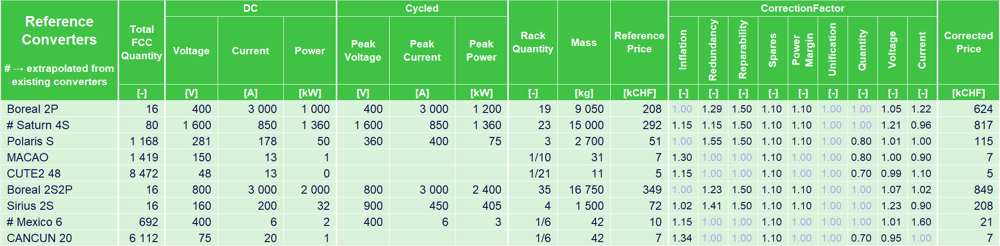 DC Cycled CorrectionFactor
Reference Converters
# → extrapolated from existing converters
Total FCC Quantity Voltage Current Power Peak Voltage Peak Current Peak Power Rack Quantity Mass Reference Price Inflation Redundancy Reparability Spares Power Margin Unification Quantity Voltage Current Corrected Price
[-] [V] [A] [kW] [V] [A] [kW] [-] [kg] [kCHF] [-] [-] [-] [-] [-] [-] [-] [-] [-] [kCHF]
Boreal 2P 16 400 3 000 1 000 400 3 000 1 200 19 9 050 208 1.00 1.29 1.50 1.10 1.10 1.00 1.00 1.05 1.22 624
# Saturn 4S 80 1 600 850 1 360 1 600 850 1 360 23 15 000 292 1.15 1.15 1.50 1.10 1.10 1.00 1.00 1.21 0.96 817
Polaris S 1 168 281 178 50 360 400 75 3 2 700 51 1.00 1.55 1.50 1.10 1.10 1.00 0.80 1.01 1.00 115
MACAO 1 419 150 13 1 1/10 31 7 1.30 1.00 1.00 1.10 1.00 1.00 0.80 1.00 0.90 7
CUTE2 48 8 472 48 13 0 1/21 11 5 1.15 1.00 1.00 1.10 1.00 1.00 0.70 0.99 1.10 5
Boreal 2S2P 16 800 3 000 2 000 800 3 000 2 400 35 16 750 349 1.00 1.23 1.50 1.10 1.10 1.00 1.00 1.07 1.02 849
Sirius 2S 16 160 200 32 900 450 405 4 1 500 72 1.02 1.41 1.50 1.10 1.10 1.00 1.00 1.23 0.90 208
# Mexico 6 692 400 6 2 400 6 3 1/6 42 10 1.15 1.00 1.00 1.10 1.00 1.00 1.00 1.01 1.60 21
CANCUN 20 6 112 75 20 1 1/6 42 7 1.34 1.00 1.00 1.10 1.00 1.00 0.70 0.95 1.00 7